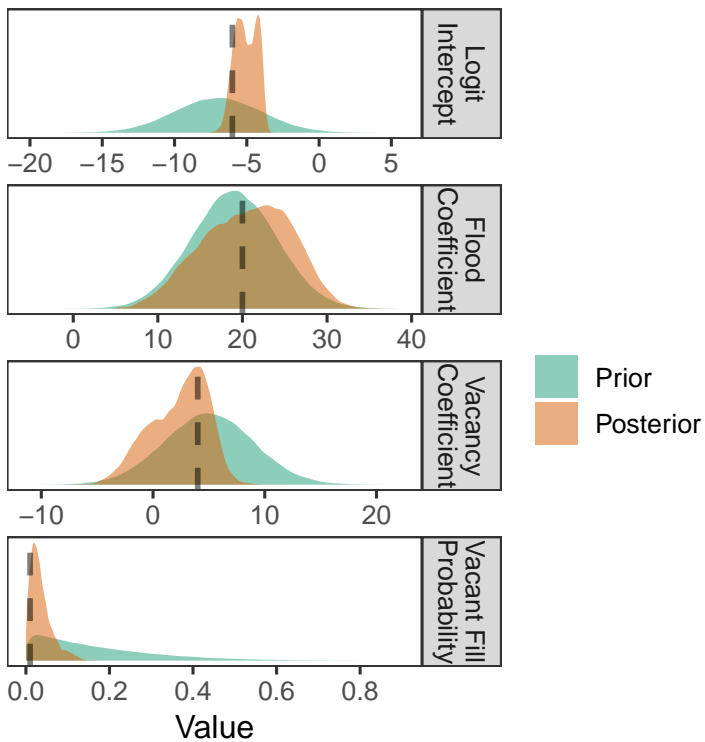 Logit
Intercept
−20 −15 −10 −5 0 5
Flood
Coefficient
0 10 20 30 40
Vacancy
Coefficient
−10 0 10 20
Vacant Fill
Probability
0.0 0.2 0.4 0.6 0.8
Value
Prior
Posterior